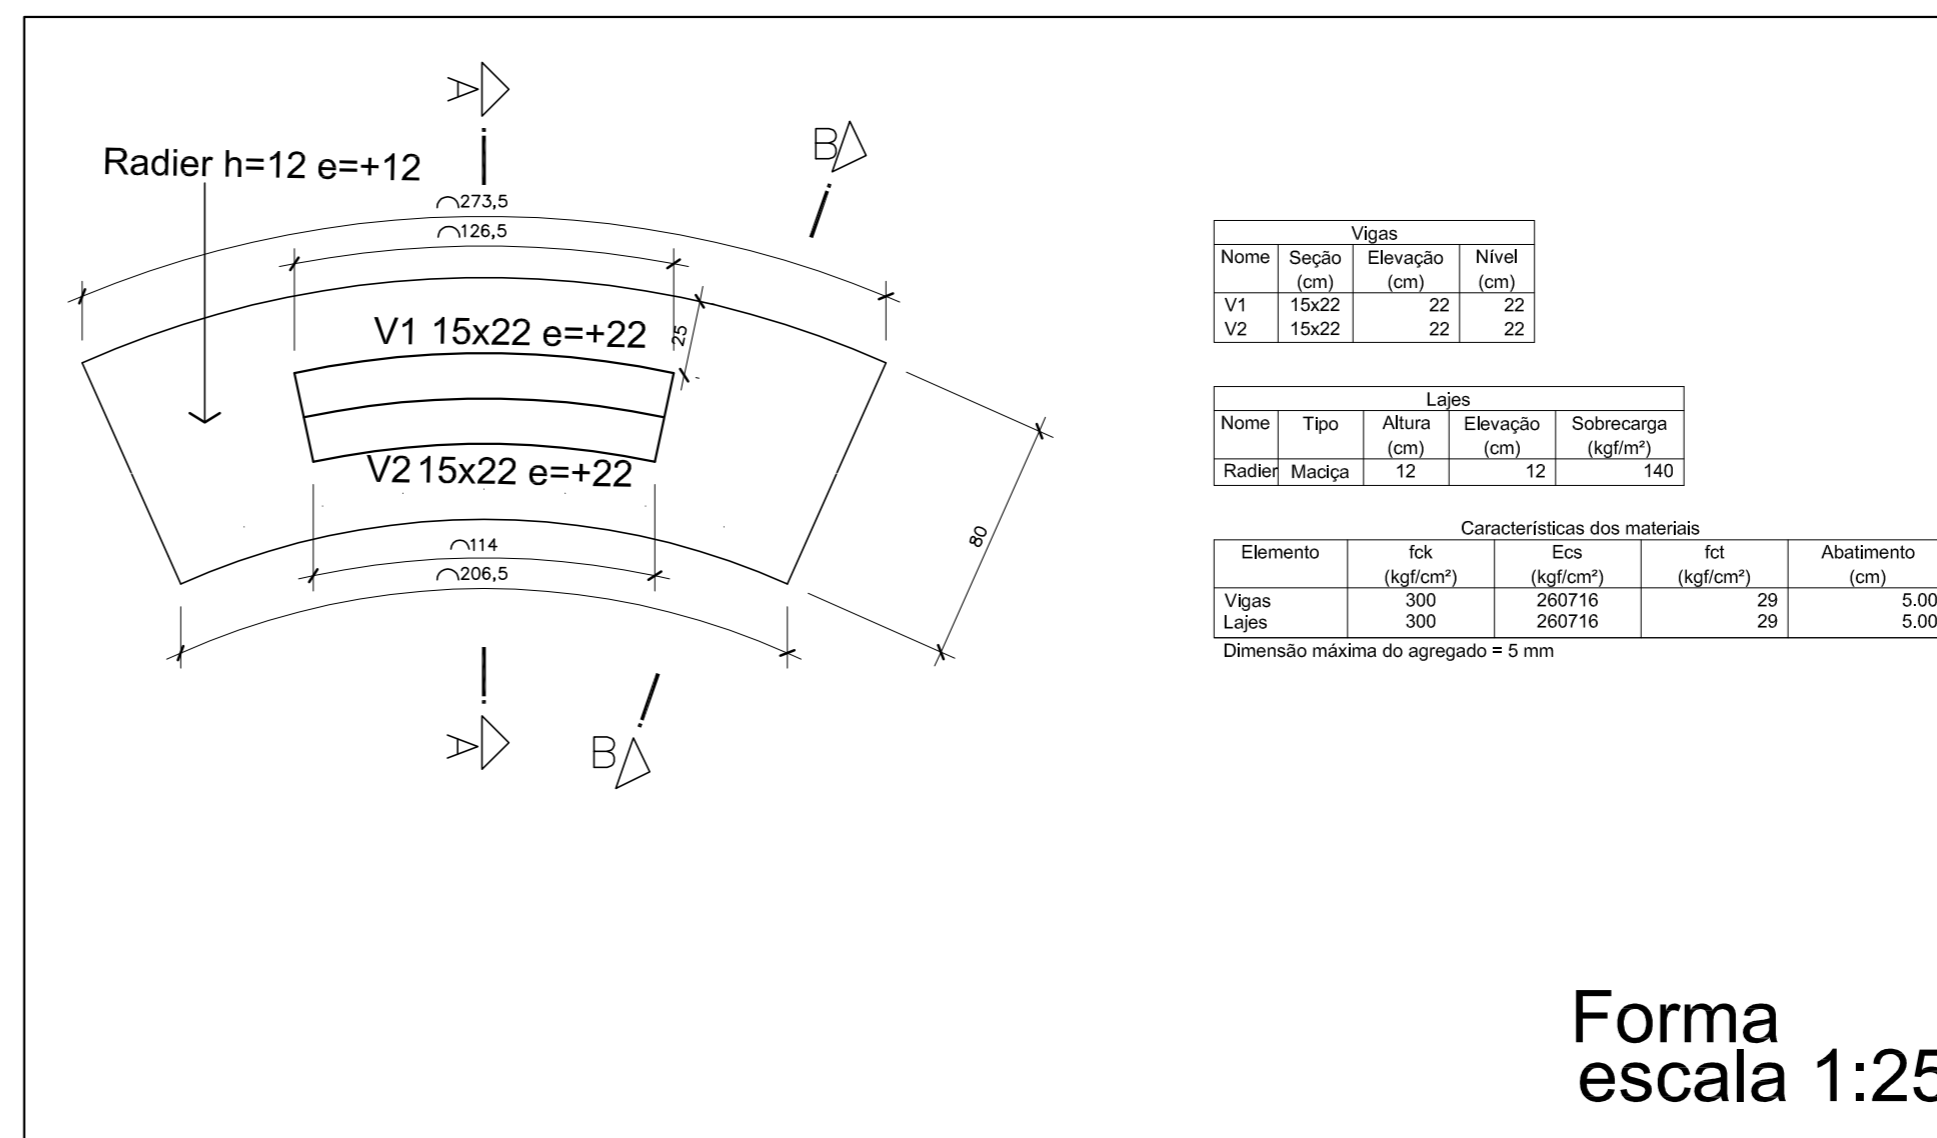 A
B
Radier h=12 e=+12
⌒273,5
⌒126,5
V1 15x22 e=+22
25
V2 15x22 e=+22
⌒114
⌒206,5
80
A
B
Vigas
Nome Seção Elevação Nível
(cm) (cm) (cm)
V1 15x22 22 22
V2 15x22 22 22
Lajes
Nome Tipo Altura Elevação Sobrecarga
(cm) (cm) (kgf/m²)
Radier Maciça 12 12 140
Características dos materiais
Elemento fck Ecs fct Abatimento
(kgf/cm²) (kgf/cm²) (kgf/cm²) (cm)
Vigas 300 260716 29 5.00
Lajes 300 260716 29 5.00
Dimensão máxima do agregado = 5 mm
Forma
escala 1:25